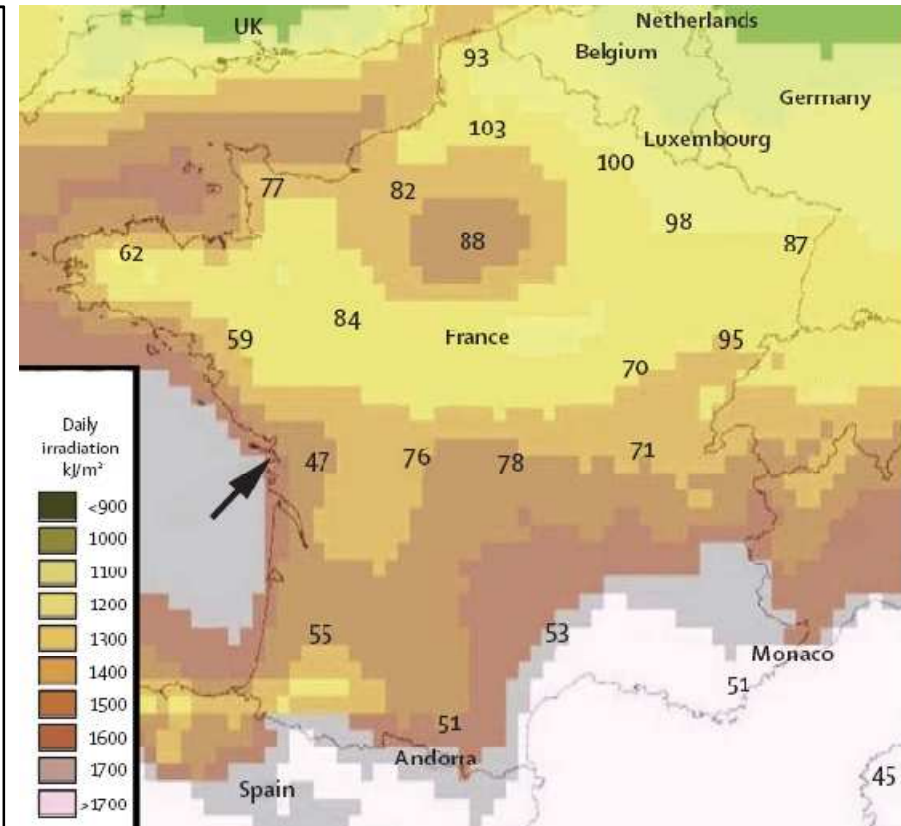 Netherlands
UK
93
Belgium
Germany
103
Luxembourg
100
77
82
98
88
87
62
84
59
France
95
70
47
76
78
71
Daily
irradiation
kJ/m²
<900
1000
1100
1200
1300
1400
1500
1600
1700
>1700
55
53
Monaco
51
51
Andorra
Spain
45